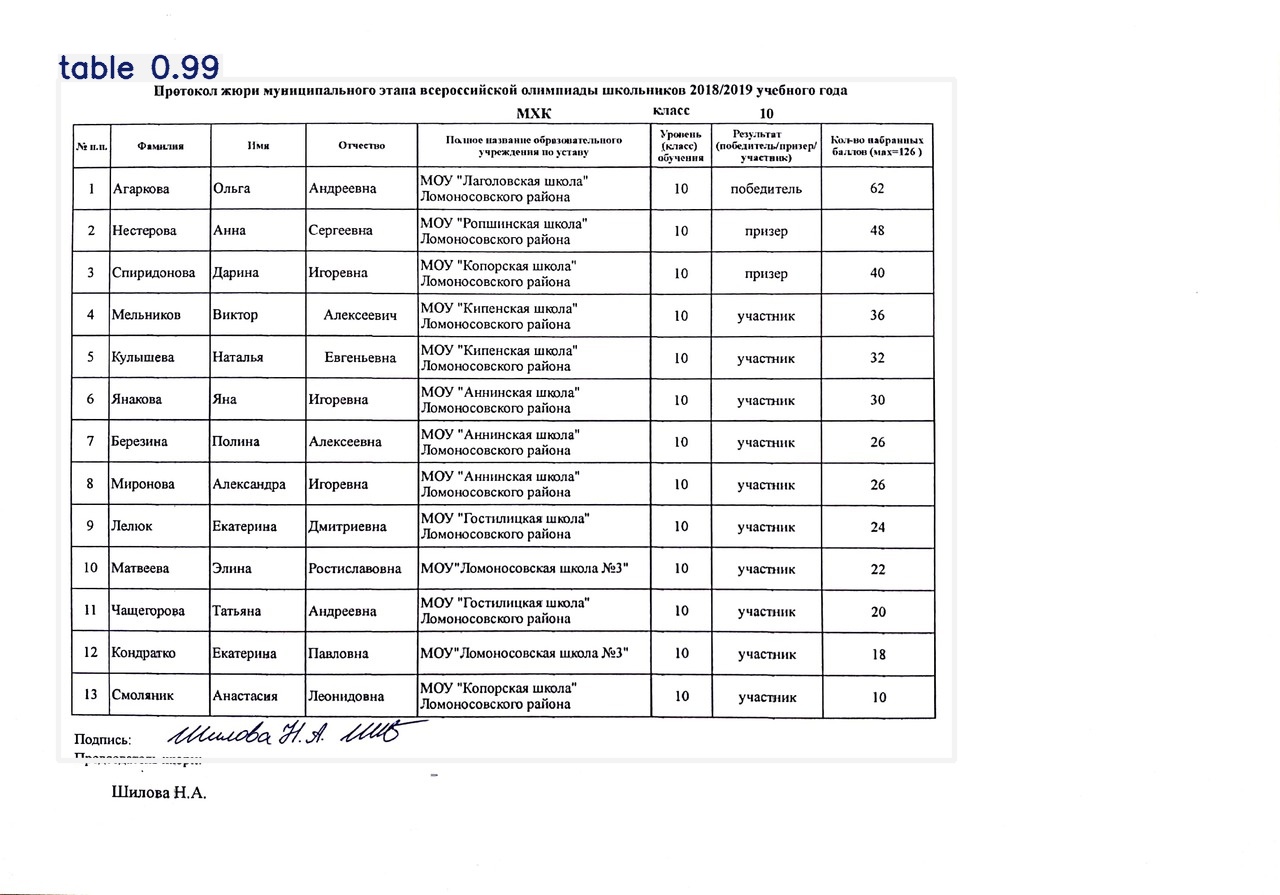 table 0.99
Протокол жюри муниципального этапа всероссийской олимпиады школьников 2018/2019 учебного года
МХК класс 10
№ п.п. Фамилия Имя Отчество Полное название образовательного учреждения по уставу Уровень (класс) обучения Результат (победитель/призер/участник) Кол-во набранных баллов (мах=126 )
1 Агаркова Ольга Андреевна МОУ "Лаголовская школа" Ломоносовского района 10 победитель 62
2 Нестерова Анна Сергеевна МОУ "Ропшинская школа" Ломоносовского района 10 призер 48
3 Спиридонова Дарина Игоревна МОУ "Копорская школа" Ломоносовского района 10 призер 40
4 Мельников Виктор Алексеевич МОУ "Кипенская школа" Ломоносовского района 10 участник 36
5 Кулышева Наталья Евгеньевна МОУ "Кипенская школа" Ломоносовского района 10 участник 32
6 Янакова Яна Игоревна МОУ "Аннинская школа" Ломоносовского района 10 участник 30
7 Березина Полина Алексеевна МОУ "Аннинская школа" Ломоносовского района 10 участник 26
8 Миронова Александра Игоревна МОУ "Аннинская школа" Ломоносовского района 10 участник 26
9 Лелюк Екатерина Дмитриевна МОУ "Гостилицкая школа" Ломоносовского района 10 участник 24
10 Матвеева Элина Ростиславовна МОУ"Ломоносовская школа №3" 10 участник 22
11 Чащегорова Татьяна Андреевна МОУ "Гостилицкая школа" Ломоносовского района 10 участник 20
12 Кондратко Екатерина Павловна МОУ"Ломоносовская школа №3" 10 участник 18
13 Смоляник Анастасия Леонидовна МОУ "Копорская школа" Ломоносовского района 10 участник 10
Подпись: Шилова Н.А.
Председатель жюри:
Шилова Н.А.